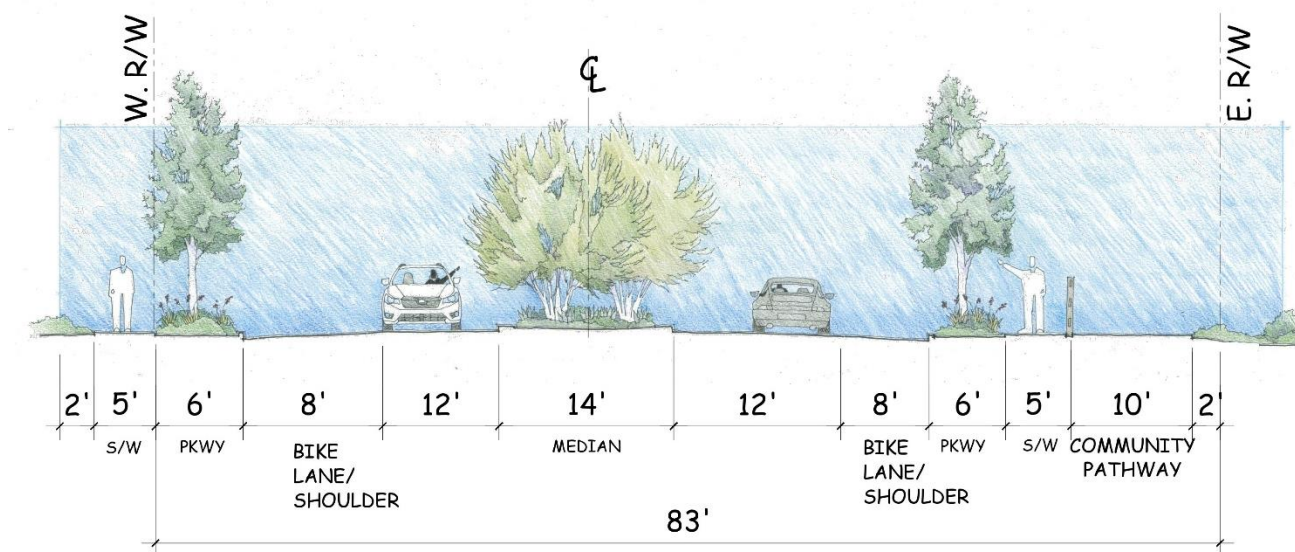 W. R/W
℄
E. R/W
2' 5' 6' 8' 12' 14' 12' 8' 6' 5' 10' 2'
S/W PKWY BIKE LANE/ SHOULDER MEDIAN BIKE LANE/ SHOULDER PKWY S/W COMMUNITY PATHWAY
83'